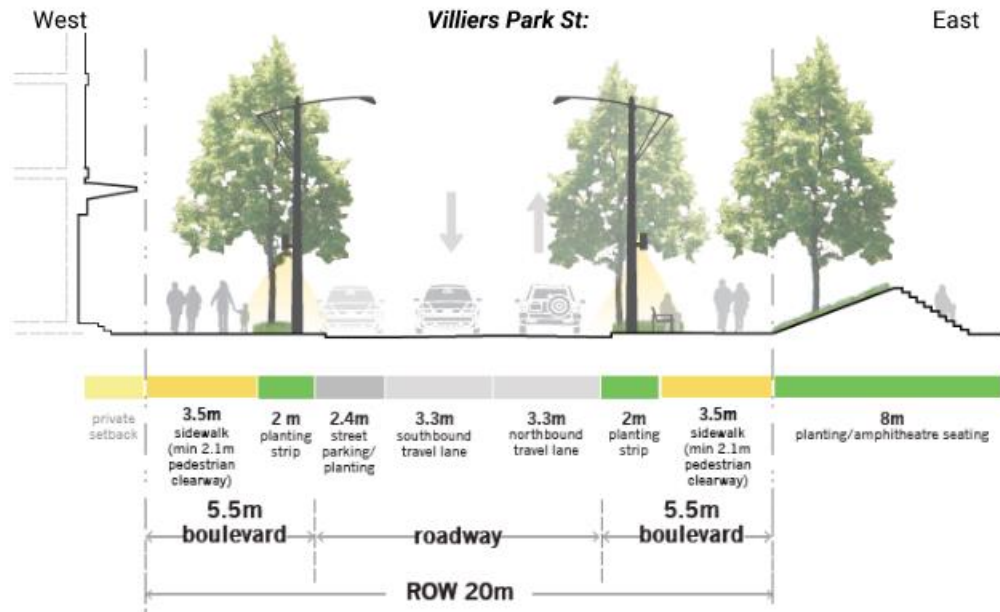 West
Villiers Park St:
East
private
setback
3.5m
sidewalk
(min 2.1m
pedestrian
clearway)
2 m
planting
strip
2.4m
street
parking/
planting
3.3m
southbound
travel lane
3.3m
northbound
travel lane
2m
planting
strip
3.5m
sidewalk
(min 2.1m
pedestrian
clearway)
8m
planting/amphitheatre seating
5.5m
boulevard
roadway
5.5m
boulevard
ROW 20m